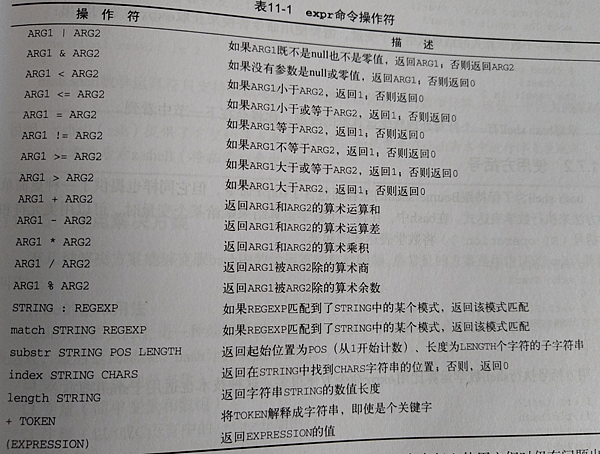 表11-1 expr命令操作符
操作符 描述
ARG1 | ARG2 如果ARG1既不是null也不是零值，返回ARG1；否则返回ARG2
ARG1 & ARG2 如果没有参数是null或零值，返回ARG1；否则返回0
ARG1 < ARG2 如果ARG1小于ARG2，返回1；否则返回0
ARG1 <= ARG2 如果ARG1小于或等于ARG2，返回1；否则返回0
ARG1 = ARG2 如果ARG1等于ARG2，返回1；否则返回0
ARG1 != ARG2 如果ARG1不等于ARG2，返回1；否则返回0
ARG1 >= ARG2 如果ARG1大于或等于ARG2，返回1；否则返回0
ARG1 > ARG2 如果ARG1大于ARG2，返回1；否则返回0
ARG1 + ARG2 返回ARG1和ARG2的算术运算和
ARG1 - ARG2 返回ARG1和ARG2的算术运算差
ARG1 * ARG2 返回ARG1和ARG2的算术乘积
ARG1 / ARG2 返回ARG1被ARG2除的算术商
ARG1 % ARG2 返回ARG1被ARG2除的算术余数
STRING : REGEXP 如果REGEXP匹配到了STRING中的某个模式，返回该模式匹配
match STRING REGEXP 如果REGEXP匹配到了STRING中的某个模式，返回该模式匹配
substr STRING POS LENGTH 返回起始位置为POS（从1开始计数）、长度为LENGTH个字符的子字符串
index STRING CHARS 返回在STRING中找到CHARS字符串的位置；否则，返回0
length STRING 返回字符串STRING的数值长度
+ TOKEN 将TOKEN解释成字符串，即使是个关键字
(EXPRESSION) 返回EXPRESSION的值